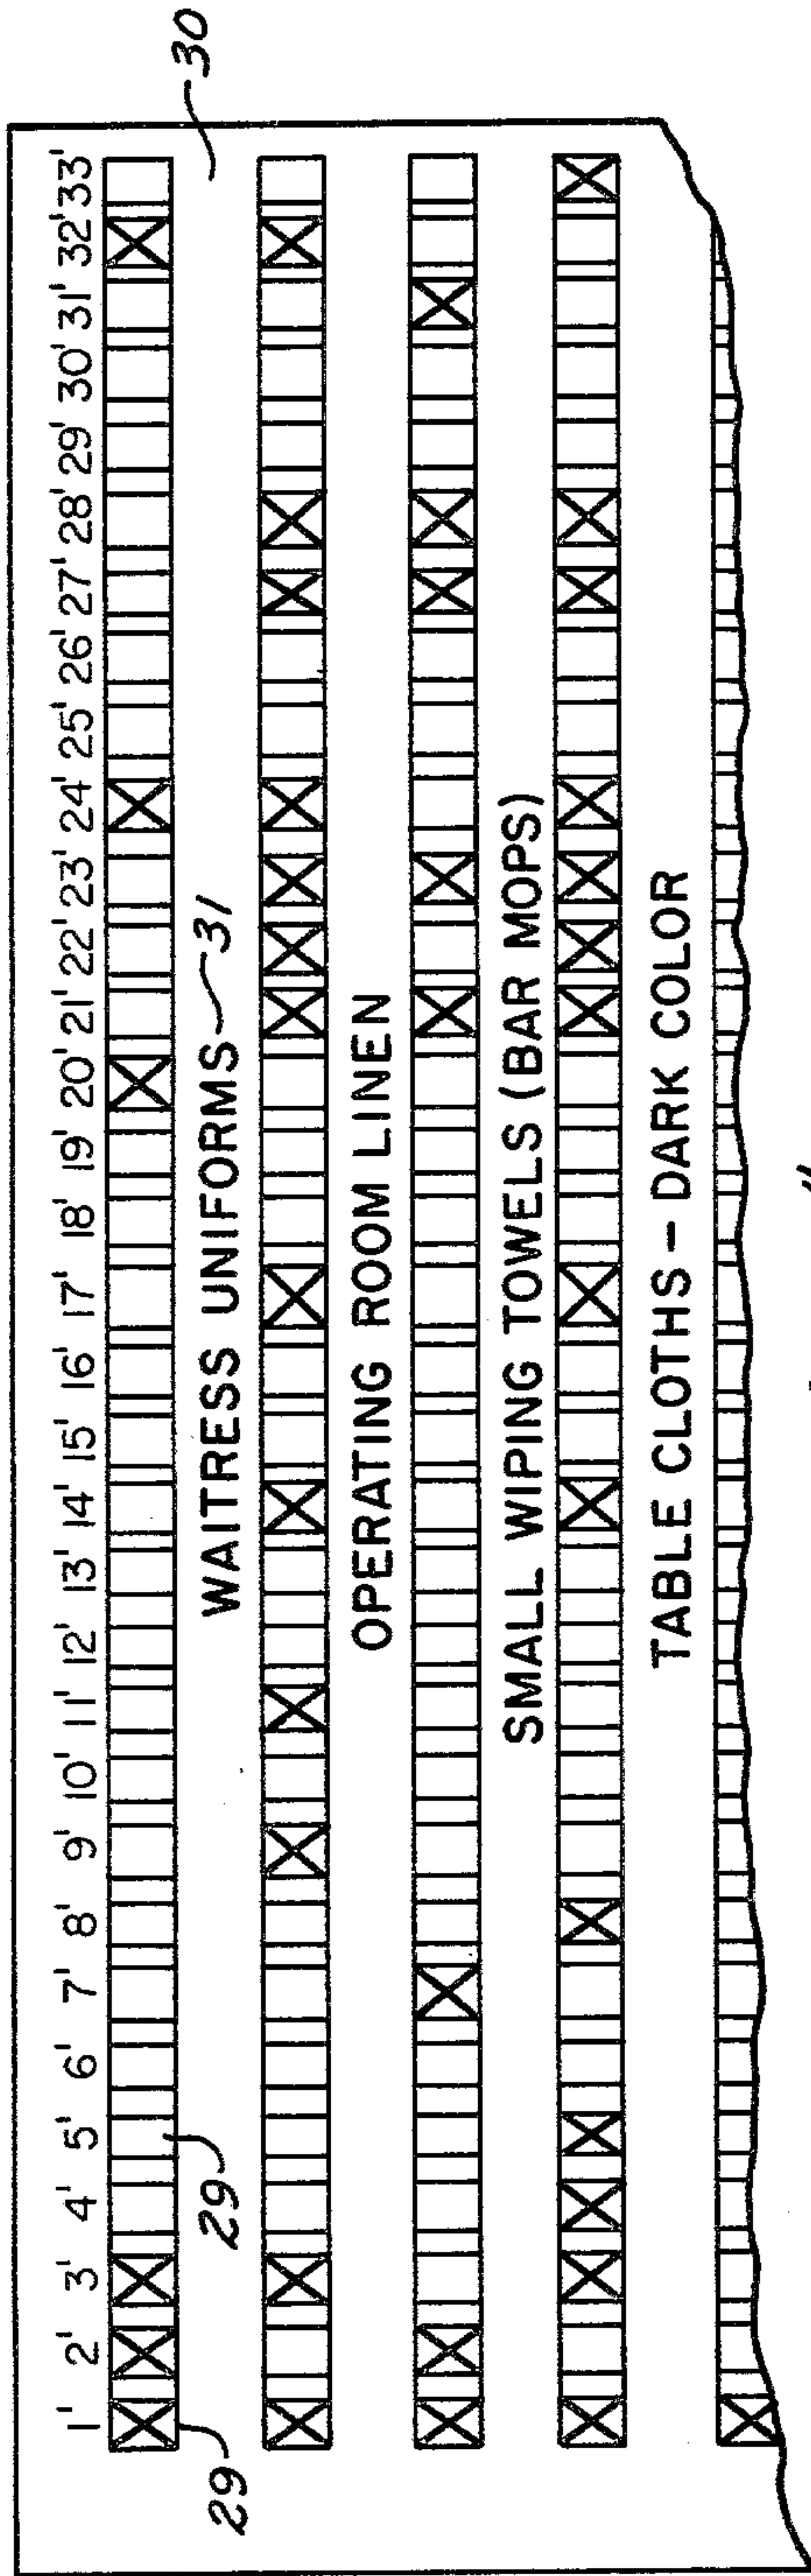 1' 2' 3' 4' 5' 6' 7' 8' 9' 10' 11' 12' 13' 14' 15' 16' 17' 18' 19' 20' 21' 22' 23' 24' 25' 26' 27' 28' 29' 30' 31' 32' 33'
30
29
29
WAITRESS UNIFORMS 31
OPERATING ROOM LINEN
SMALL WIPING TOWELS (BAR MOPS)
TABLE CLOTHS - DARK COLOR